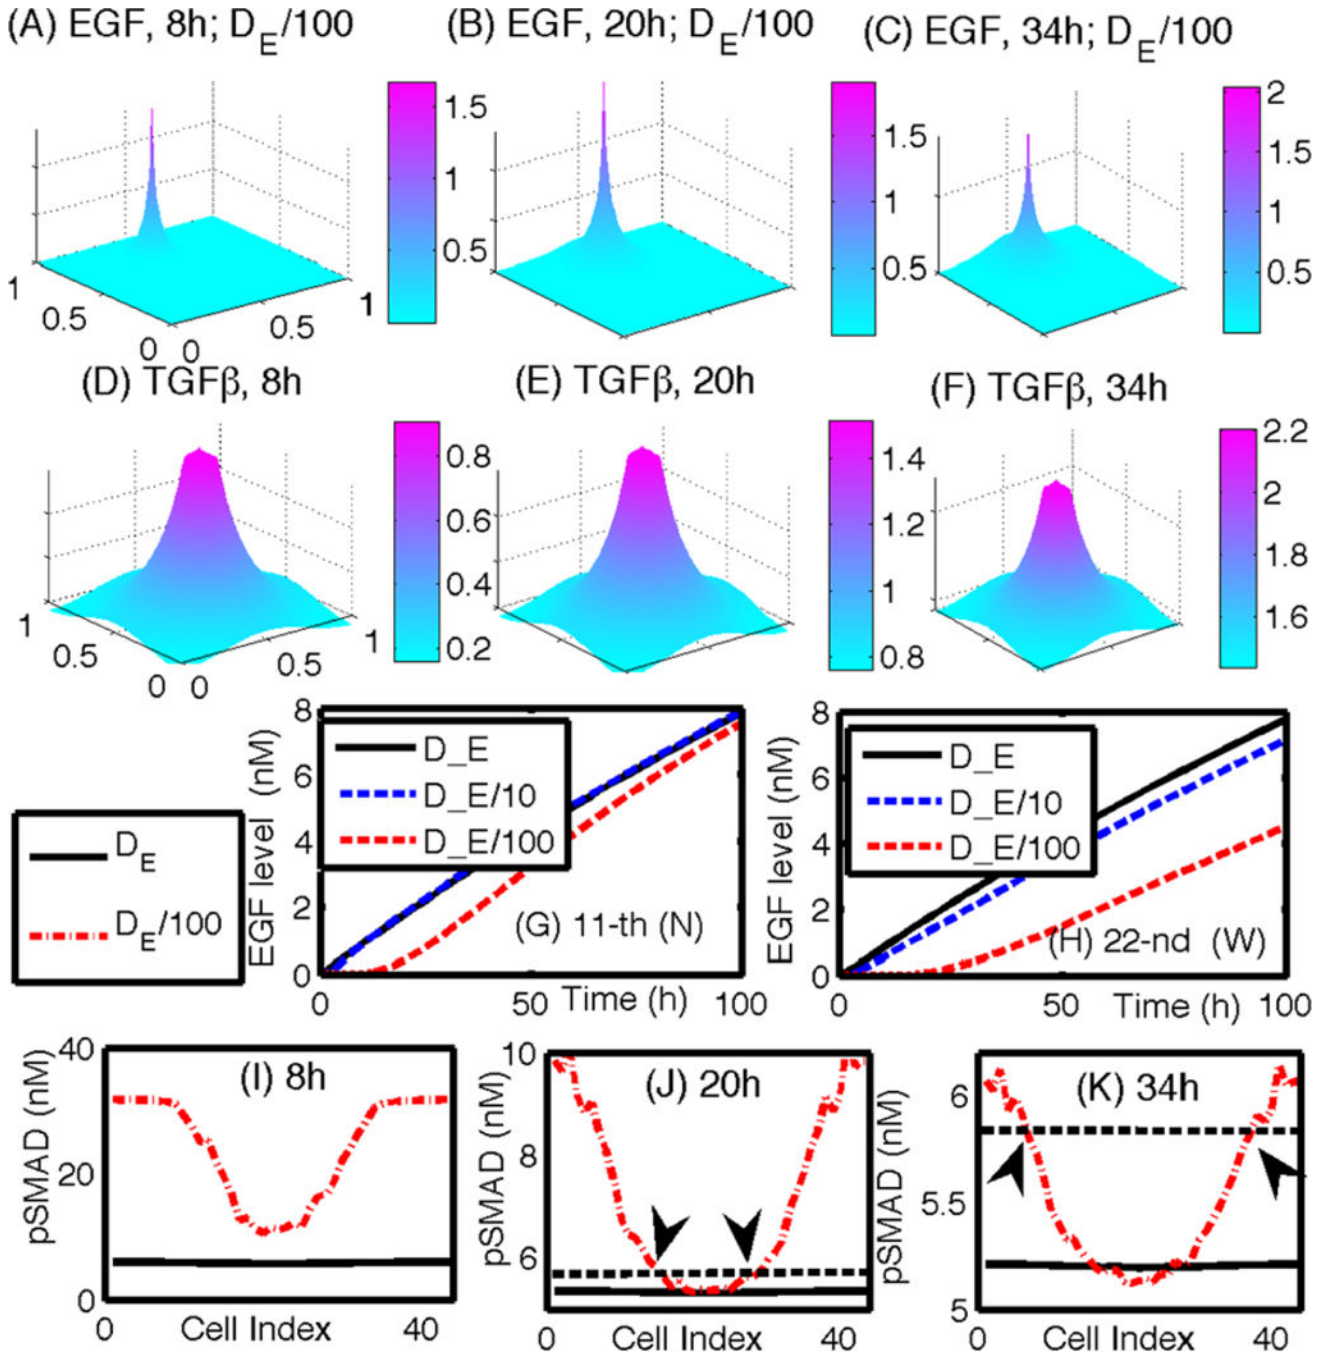 (A) EGF, 8h; D_E/100
(B) EGF, 20h; D_E/100
(C) EGF, 34h; D_E/100
1.5
1
0.5
1
0.5
0
0
0.5
1
1.5
0.5
2
1.5
1
0.5
(D) TGFβ, 8h
(E) TGFβ, 20h
(F) TGFβ, 34h
0.8
0.6
0.4
0.2
1
0.5
0
0
0.5
1
1.4
1.2
1
0.8
2.2
2
1.8
1.6
D_E
D_E/100
EGF level (nM)
8
6
4
2
0
D_E
D_E/10
D_E/100
(G) 11-th (N)
0
50
Time (h)
100
EGF level (nM)
8
6
4
2
0
D_E
D_E/10
D_E/100
(H) 22-nd (W)
0
50
Time (h)
100
pSMAD (nM)
40
20
0
(I) 8h
0
Cell Index
40
pSMAD (nM)
10
8
6
(J) 20h
0
Cell Index
40
pSMAD (nM)
6
5.5
5
(K) 34h
0
Cell Index
40